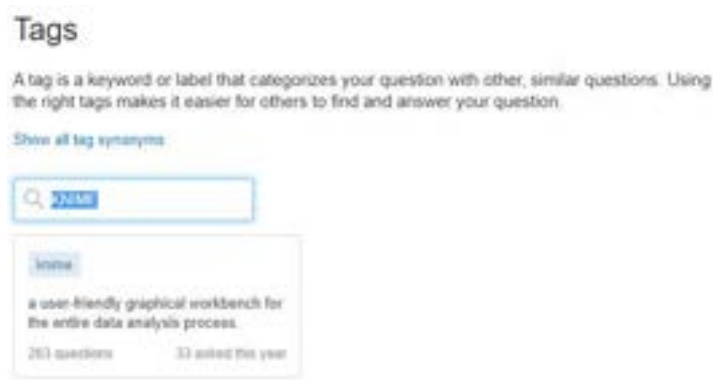 Tags
A tag is a keyword or label that categorizes your question with other, similar questions. Using
the right tags makes it easier for others to find and answer your question.
Show all tag synonyms
KNIME
knime
a user-friendly graphical workbench for
the entire data analysis process.
263 questions 33 asked this year